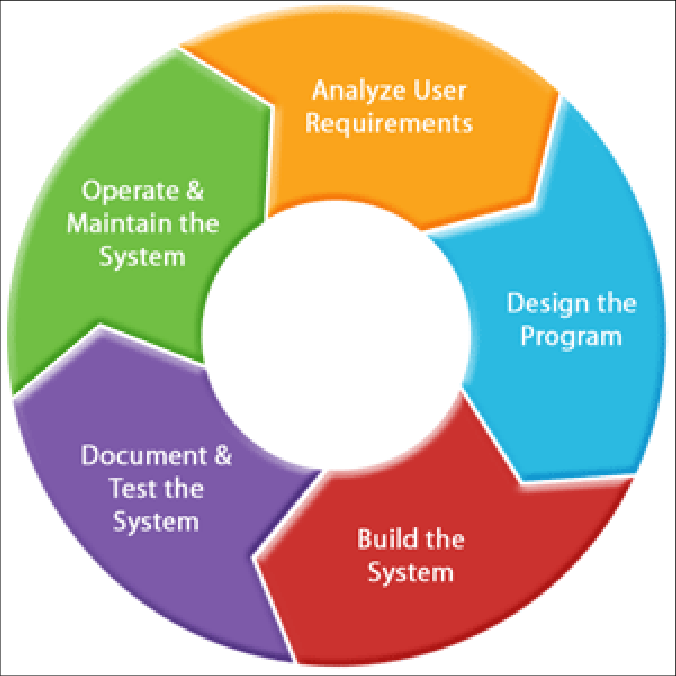 Analyze User
Requirements
Design the
Program
Build the
System
Document &
Test the
System
Operate &
Maintain the
System